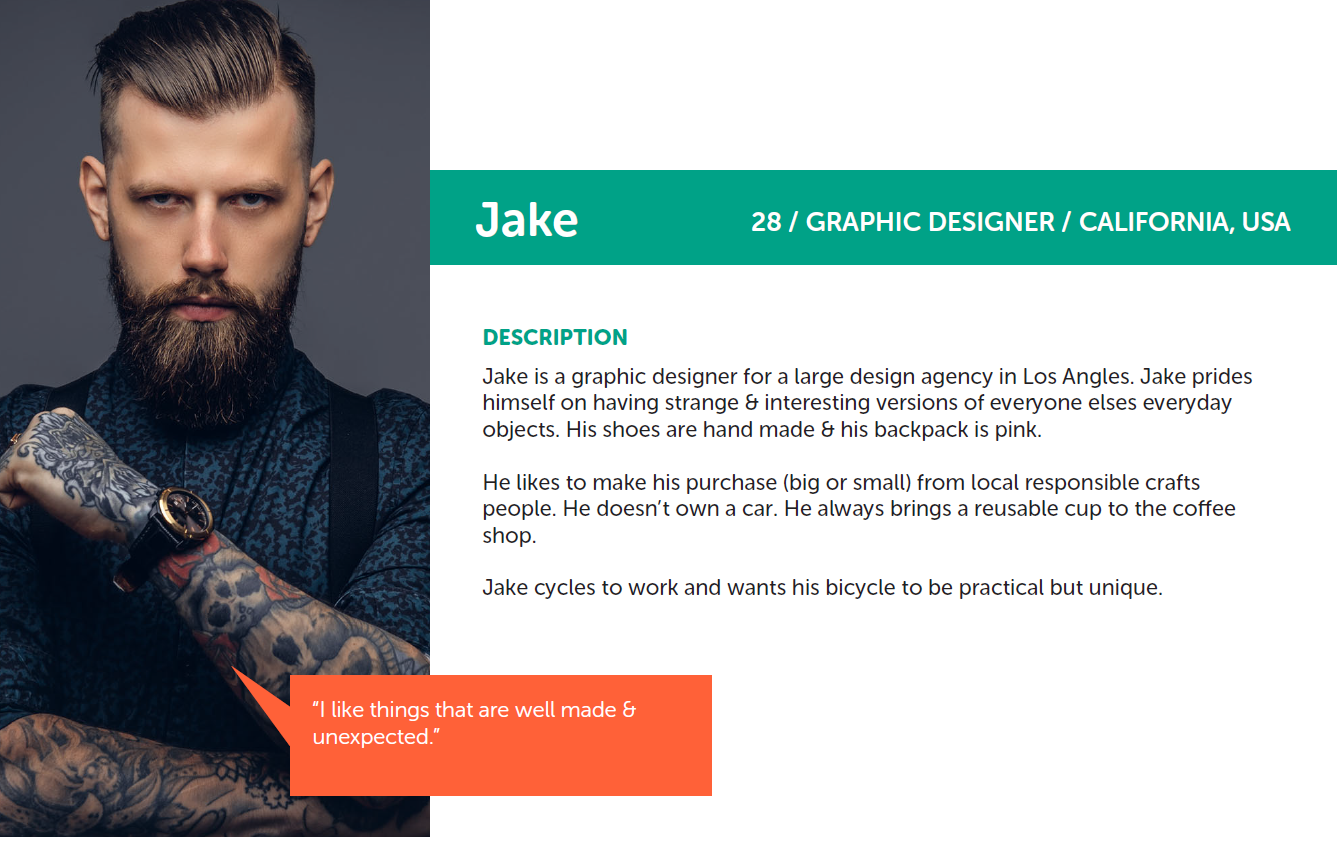 Jake
28 / GRAPHIC DESIGNER / CALIFORNIA, USA
DESCRIPTION
Jake is a graphic designer for a large design agency in Los Angles. Jake prides
himself on having strange & interesting versions of everyone elses everyday
objects. His shoes are hand made & his backpack is pink.
He likes to make his purchase (big or small) from local responsible crafts
people. He doesn’t own a car. He always brings a reusable cup to the coffee
shop.
Jake cycles to work and wants his bicycle to be practical but unique.
“I like things that are well made &
unexpected.”